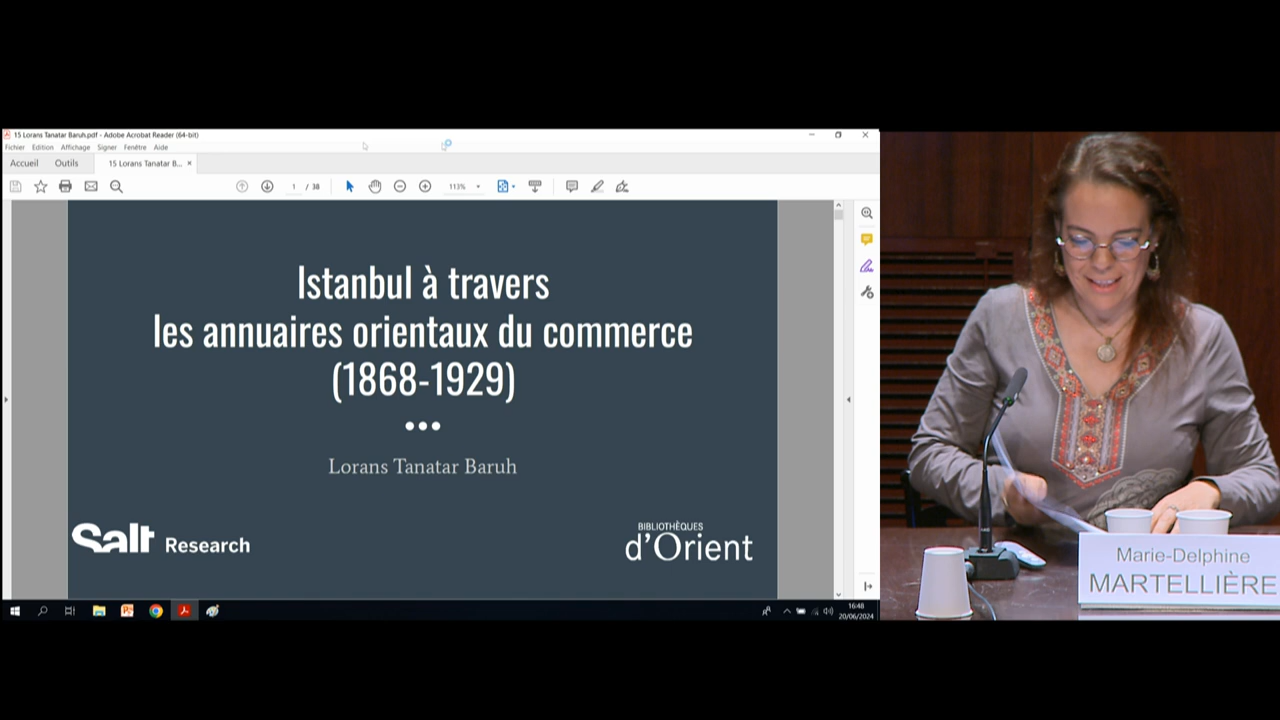 15 Lorans Tanatar Baruh.pdf - Adobe Acrobat Reader (64-bit)
Fichier Edition Affichage Signer Fenêtre Aide
Accueil Outils 15 Lorans Tanatar B...
1 / 38 113%
Istanbul à travers
les annuaires orientaux du commerce
(1868-1929)
Lorans Tanatar Baruh
Salt Research
BIBLIOTHÈQUES
d'Orient
16:48
20/06/2024
Marie-Delphine
MARTELLIÈRE